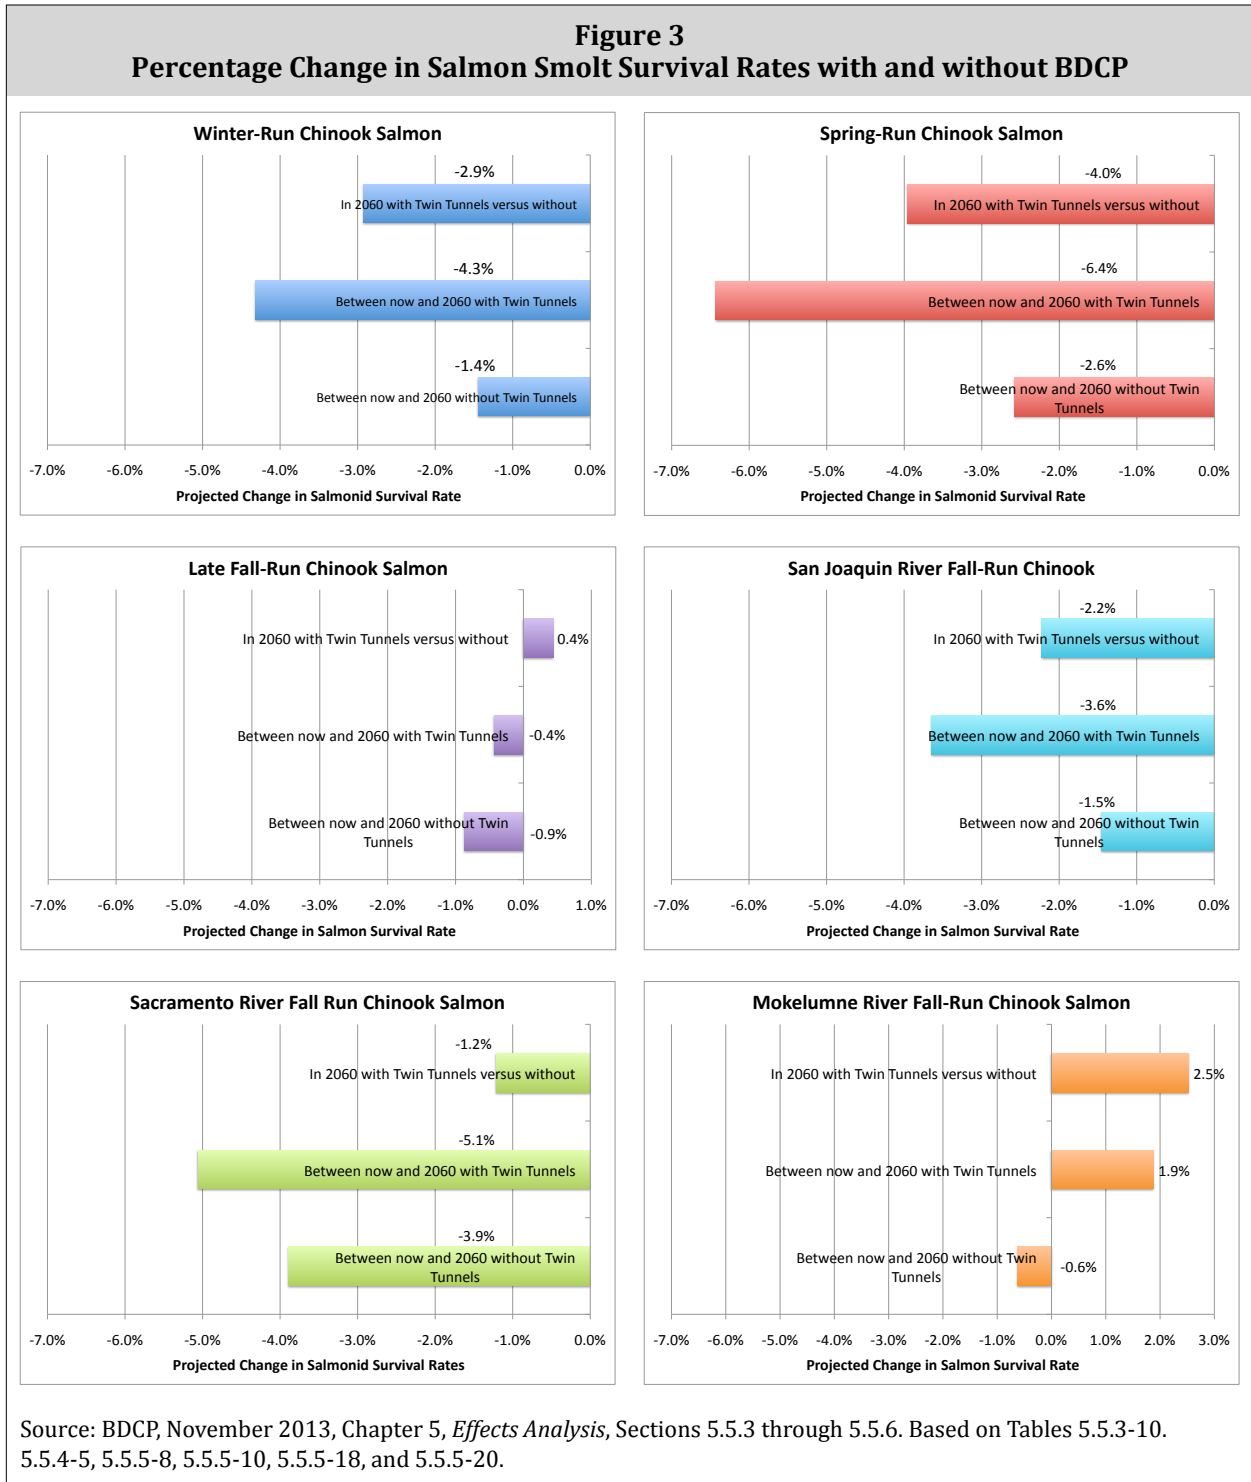 Figure 3
Percentage Change in Salmon Smolt Survival Rates with and without BDCP
Winter-Run Chinook Salmon
-2.9%
In 2060 with Twin Tunnels versus without
-4.3%
Between now and 2060 with Twin Tunnels
-1.4%
Between now and 2060 without Twin Tunnels
-7.0% -6.0% -5.0% -4.0% -3.0% -2.0% -1.0% 0.0%
Projected Change in Salmonid Survival Rate
Spring-Run Chinook Salmon
-4.0%
In 2060 with Twin Tunnels versus without
-6.4%
Between now and 2060 with Twin Tunnels
-2.6%
Between now and 2060 without Twin
Tunnels
-7.0% -6.0% -5.0% -4.0% -3.0% -2.0% -1.0% 0.0%
Projected Change in Salmonid Survival Rate
Late Fall-Run Chinook Salmon
In 2060 with Twin Tunnels versus without 0.4%
Between now and 2060 with Twin Tunnels -0.4%
Between now and 2060 without Twin
Tunnels -0.9%
-7.0% -6.0% -5.0% -4.0% -3.0% -2.0% -1.0% 0.0% 1.0%
Projected Change in Salmon Survival Rate
San Joaquin River Fall-Run Chinook
-2.2%
In 2060 with Twin Tunnels versus without
-3.6%
Between now and 2060 with Twin Tunnels
-1.5%
Between now and 2060 without Twin
Tunnels
-7.0% -6.0% -5.0% -4.0% -3.0% -2.0% -1.0% 0.0%
Projected Change in Salmon Survival Rate
Sacramento River Fall Run Chinook Salmon
-1.2%
In 2060 with Twin Tunnels versus without
-5.1%
Between now and 2060 with Twin Tunnels
-3.9%
Between now and 2060 without Twin
Tunnels
-7.0% -6.0% -5.0% -4.0% -3.0% -2.0% -1.0% 0.0%
Projected Change in Salmonid Survival Rates
Mokelumne River Fall-Run Chinook Salmon
In 2060 with Twin Tunnels versus without 2.5%
Between now and 2060 with Twin Tunnels 1.9%
Between now and 2060 without Twin
Tunnels -0.6%
-7.0% -6.0% -5.0% -4.0% -3.0% -2.0% -1.0% 0.0% 1.0% 2.0% 3.0%
Projected Change in Salmon Survival Rate
Source: BDCP, November 2013, Chapter 5, Effects Analysis, Sections 5.5.3 through 5.5.6. Based on Tables 5.5.3-10.
5.5.4-5, 5.5.5-8, 5.5.5-10, 5.5.5-18, and 5.5.5-20.